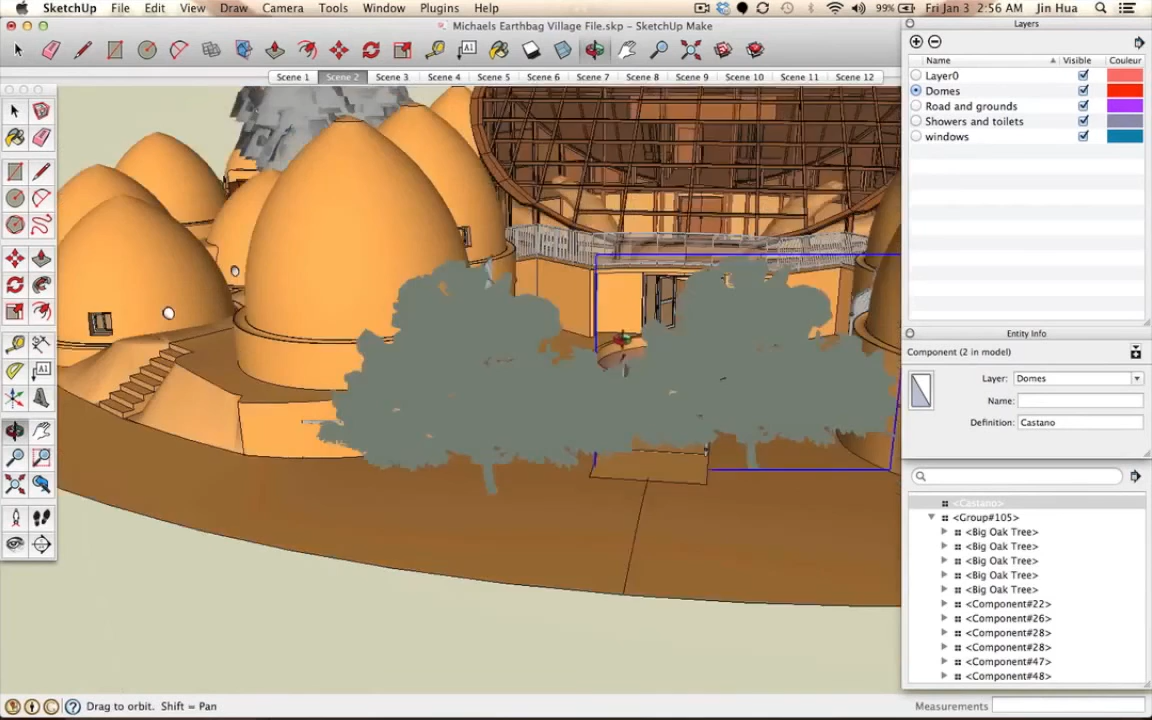 SketchUp File Edit View Draw Camera Tools Window Plugins Help 99% Fri Jan 3 2:56 AM Jin Hua
Michaels Earthbag Village File.skp - SketchUp Make
Layers
A1
Scene 1 Scene 2 Scene 3 Scene 4 Scene 5 Scene 6 Scene 7 Scene 8 Scene 9 Scene 10 Scene 11 Scene 12
Name Visible Couleur
Layer0
Domes
Road and grounds
Showers and toilets
windows
Entity Info
Component (2 in model)
Layer: Domes
Name:
Definition: Castano
A1
<Castano>
<Group#105>
<Big Oak Tree>
<Big Oak Tree>
<Big Oak Tree>
<Big Oak Tree>
<Big Oak Tree>
<Component#22>
<Component#26>
<Component#28>
<Component#28>
<Component#47>
<Component#48>
Drag to orbit. Shift = Pan
Measurements